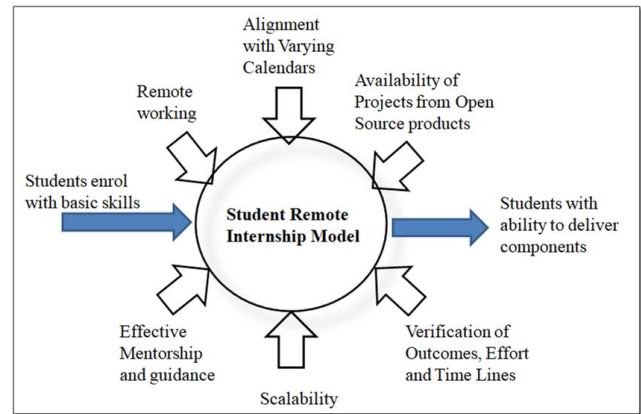 Alignment
with Varying
Calendars
Remote
working
Availability of
Projects from Open
Source products
Students enrol
with basic skills
Student Remote
Internship Model
Students with
ability to deliver
components
Effective
Mentorship
and guidance
Scalability
Verification of
Outcomes, Effort
and Time Lines